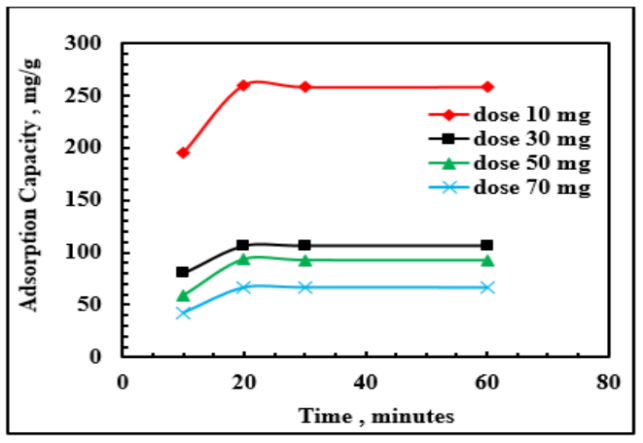 300
250
200
150
100
50
0
Adsorption Capacity , mg/g
dose 10 mg
dose 30 mg
dose 50 mg
dose 70 mg
0 20 40 60 80
Time , minutes